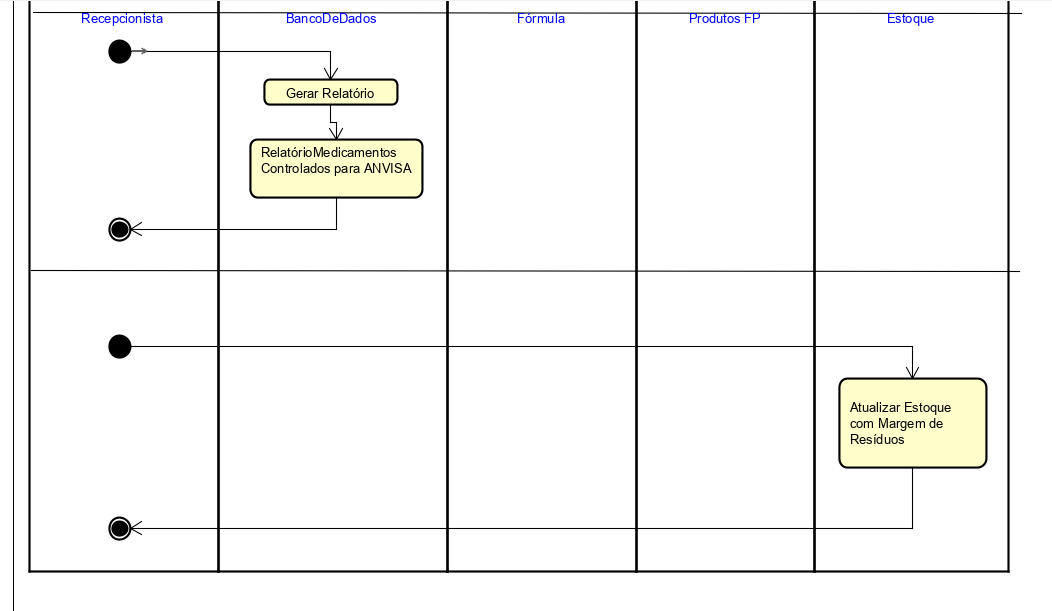 Recepcionista
BancoDeDados
Fórmula
Produtos FP
Estoque
Gerar Relatório
RelatórioMedicamentos
Controlados para ANVISA
Atualizar Estoque
com Margem de
Resíduos